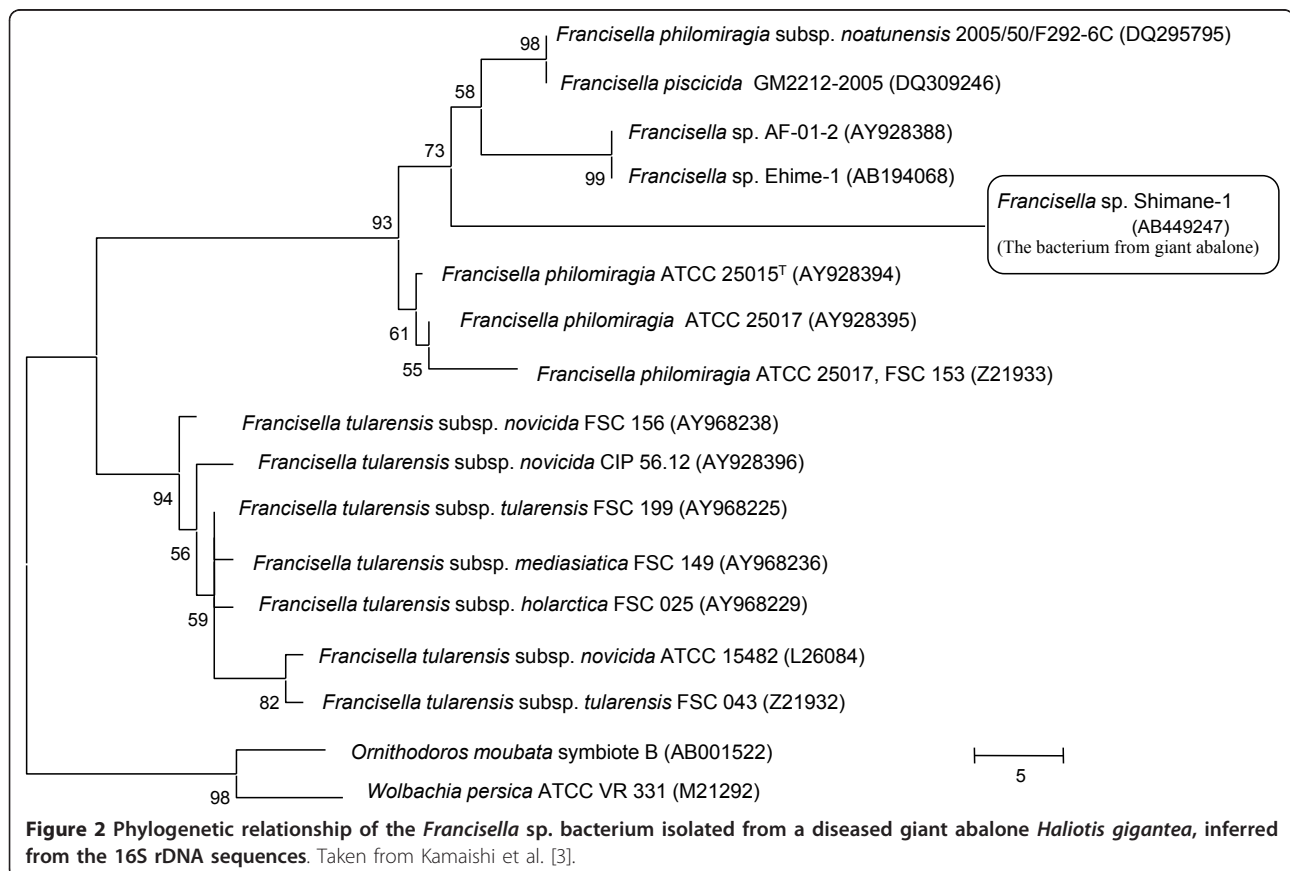 98
Francisella philomiragia subsp. noatunensis 2005/50/F292-6C (DQ295795)
Francisella piscicida GM2212-2005 (DQ309246)
58
Francisella sp. AF-01-2 (AY928388)
73
99
Francisella sp. Ehime-1 (AB194068)
Francisella sp. Shimane-1
(AB449247)
(The bacterium from giant abalone)
93
Francisella philomiragia ATCC 25015ᵀ (AY928394)
Francisella philomiragia ATCC 25017 (AY928395)
61
55
Francisella philomiragia ATCC 25017, FSC 153 (Z21933)
Francisella tularensis subsp. novicida FSC 156 (AY968238)
Francisella tularensis subsp. novicida CIP 56.12 (AY928396)
94
Francisella tularensis subsp. tularensis FSC 199 (AY968225)
56
Francisella tularensis subsp. mediasiatica FSC 149 (AY968236)
Francisella tularensis subsp. holarctica FSC 025 (AY968229)
59
Francisella tularensis subsp. novicida ATCC 15482 (L26084)
82
Francisella tularensis subsp. tularensis FSC 043 (Z21932)
Ornithodoros moubata symbiote B (AB001522)
5
98
Wolbachia persica ATCC VR 331 (M21292)
Figure 2 Phylogenetic relationship of the Francisella sp. bacterium isolated from a diseased giant abalone Haliotis gigantea, inferred
from the 16S rDNA sequences. Taken from Kamaishi et al. [3].